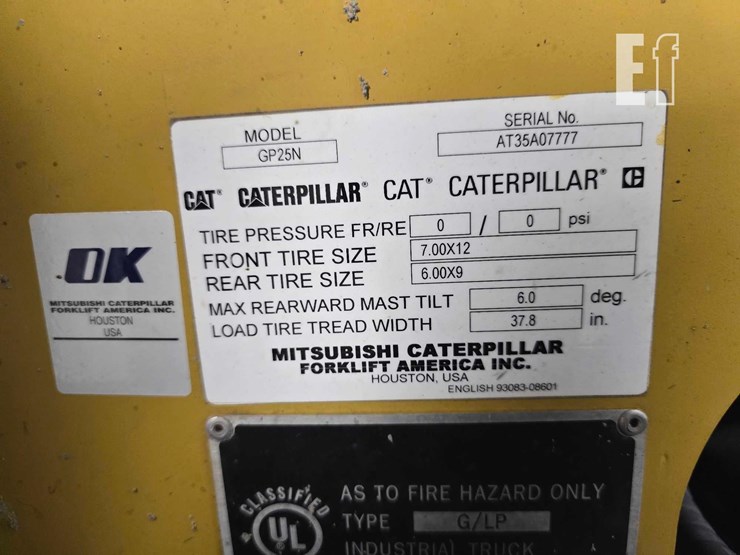 Ef
MODEL
GP25N
SERIAL No.
AT35A07777
CAT® CATERPILLAR® CAT® CATERPILLAR® C
TIRE PRESSURE FR/RE 0 / 0 psi
FRONT TIRE SIZE 7.00X12
REAR TIRE SIZE 6.00X9
MAX REARWARD MAST TILT 6.0 deg.
LOAD TIRE TREAD WIDTH 37.8 in.
MITSUBISHI CATERPILLAR
FORKLIFT AMERICA INC.
HOUSTON, USA
ENGLISH 93083-08601
OK
MITSUBISHI CATERPILLAR
FORKLIFT AMERICA INC.
HOUSTON
USA
CLASSIFIED
UL
AS TO FIRE HAZARD ONLY
TYPE G/LP
INDUSTRIAL TRUCK